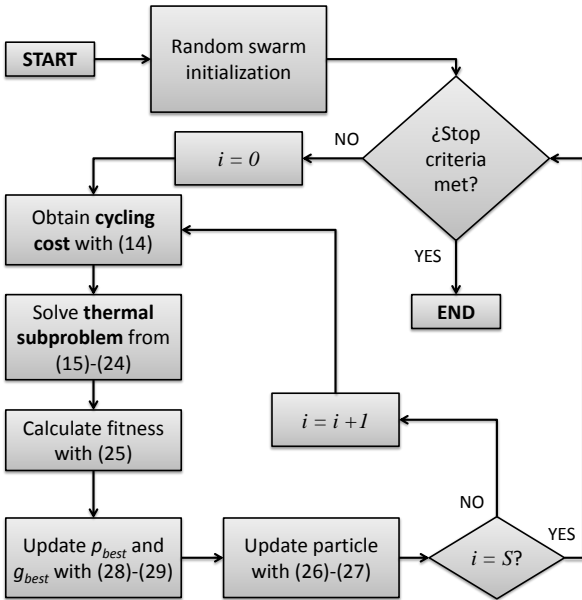 START
Random swarm
initialization
¿Stop
criteria
met?
NO
YES
END
i = 0
Obtain cycling
cost with (14)
Solve thermal
subproblem from
(15)-(24)
Calculate fitness
with (25)
Update p_best and
g_best with (28)-(29)
Update particle
with (26)-(27)
i = S?
NO
YES
i = i +1